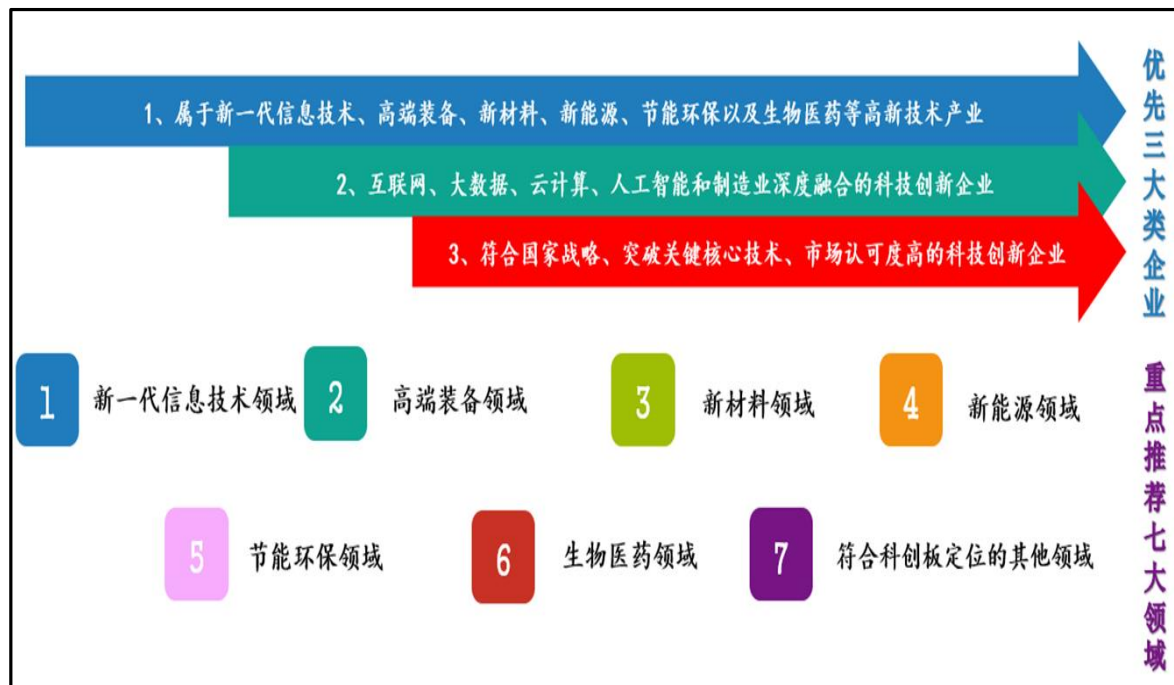 1、属于新一代信息技术、高端装备、新材料、新能源、节能环保以及生物医药等高新技术产业
2、互联网、大数据、云计算、人工智能和制造业深度融合的科技创新企业
3、符合国家战略、突破关键核心技术、市场认可度高的科技创新企业
优先三大类企业
1 新一代信息技术领域
2 高端装备领域
3 新材料领域
4 新能源领域
5 节能环保领域
6 生物医药领域
7 符合科创板定位的其他领域
重点推荐七大领域